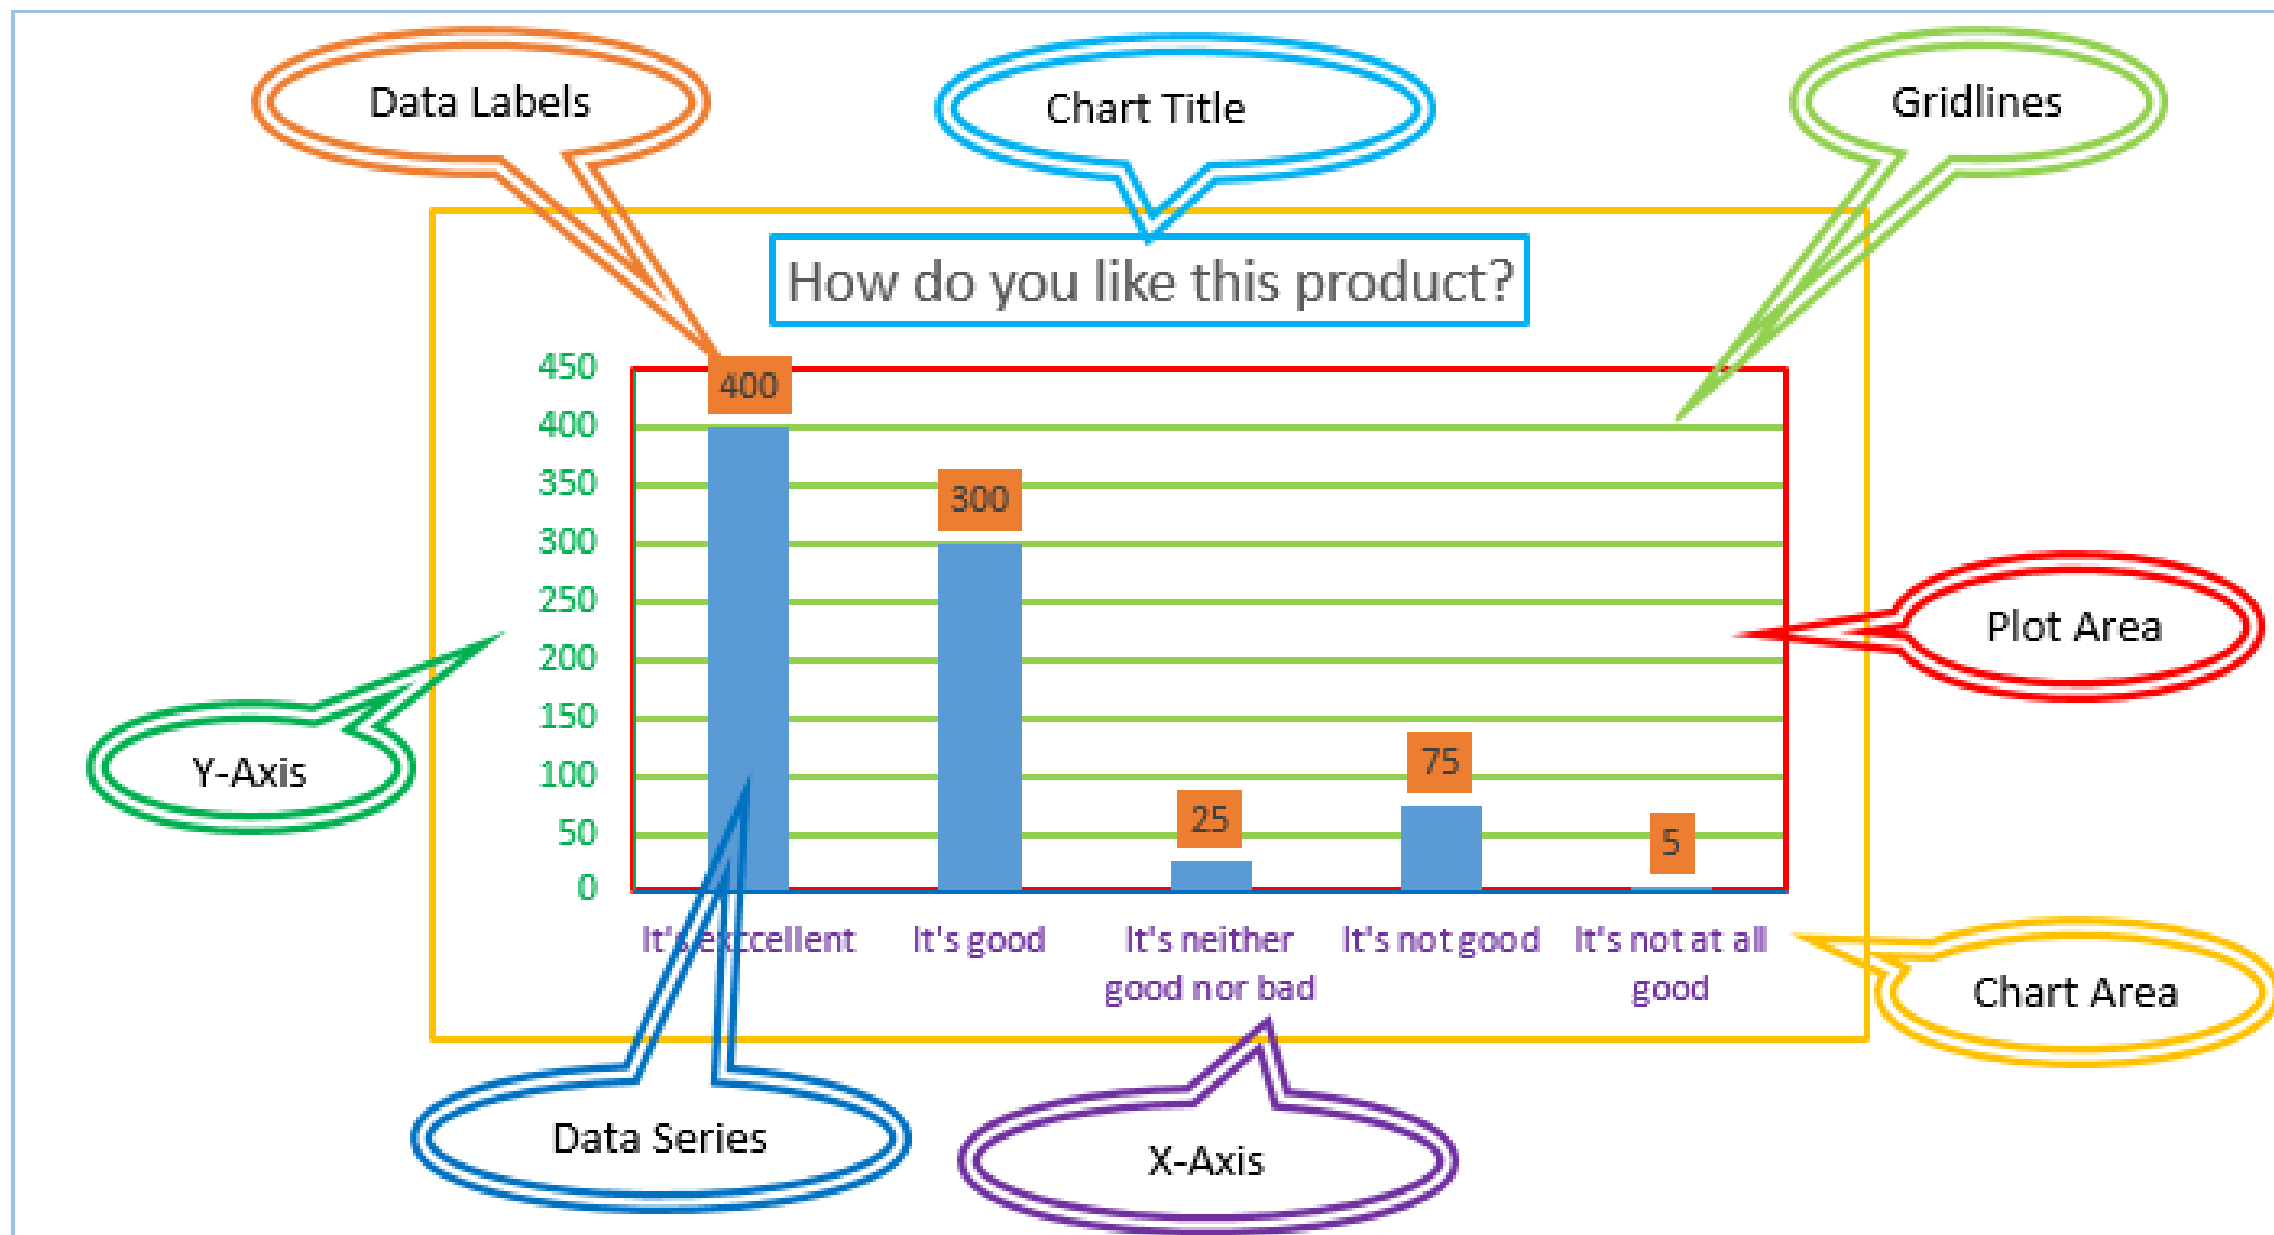 Data Labels
Chart Title
Gridlines
How do you like this product?
450
400
350
300
250
200
150
100
50
0
400
300
25
75
5
It's exccellent
It's good
It's neither
good nor bad
It's not good
It's not at all
good
Y-Axis
Plot Area
Chart Area
Data Series
X-Axis